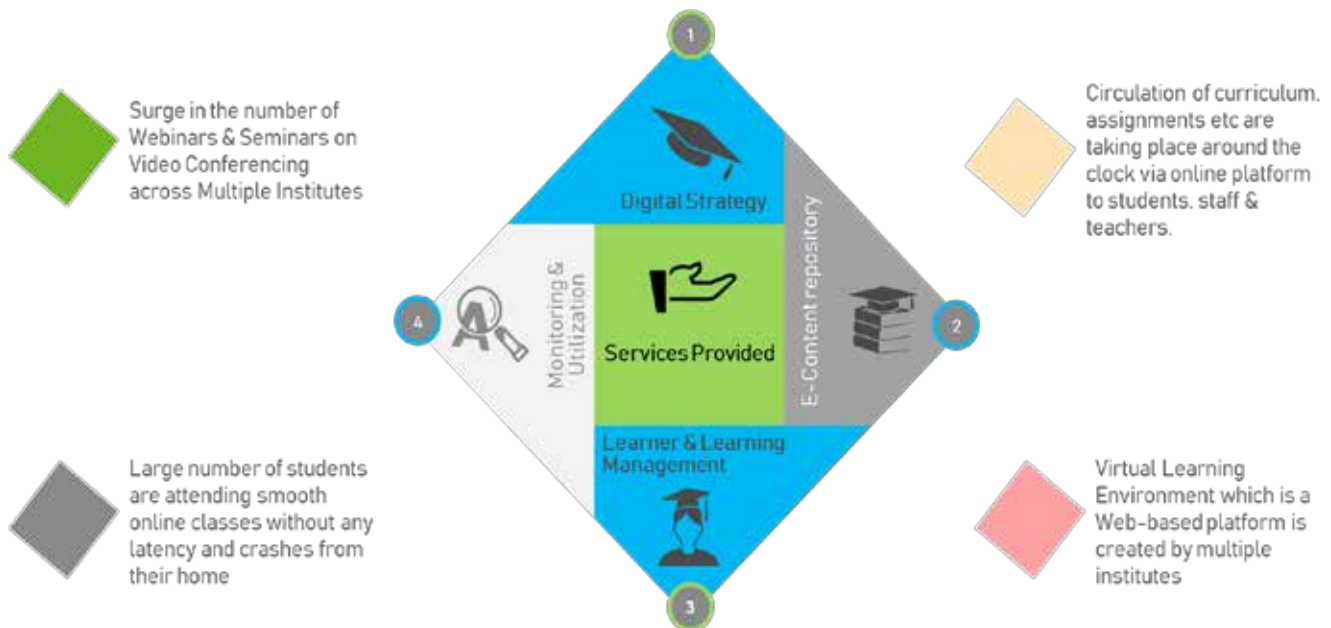 1
Surge in the number of
Webinars & Seminars on
Video Conferencing
across Multiple Institutes
Digital Strategy
Circulation of curriculum,
assignments etc are
taking place around the
clock via online platform
to students, staff &
teachers.
4
Monitoring &
Utilization
Services Provided
E-Content repository
2
Large number of students
are attending smooth
online classes without any
latency and crashes from
their home
Learner & Learning
Management
3
Virtual Learning
Environment which is a
Web-based platform is
created by multiple
institutes